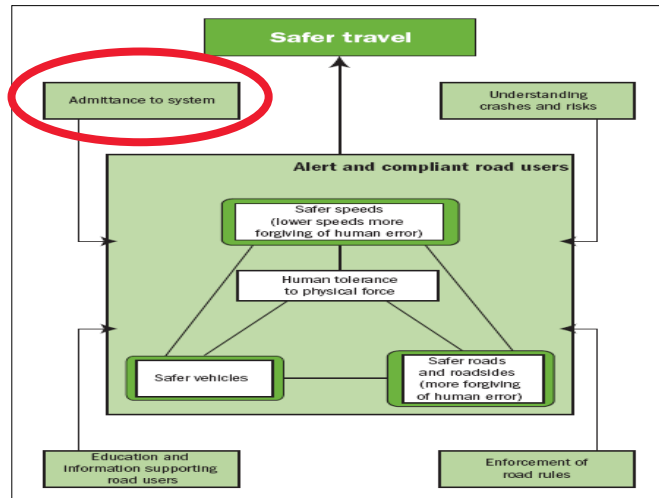 Safer travel
Admittance to system
Understanding
crashes and risks
Alert and compliant road users
Safer speeds
(lower speeds more
forgiving of human error)
Human tolerance
to physical force
Safer vehicles
Safer roads
and roadsides
(more forgiving
of human error)
Education and
information supporting
road users
Enforcement of
road rules